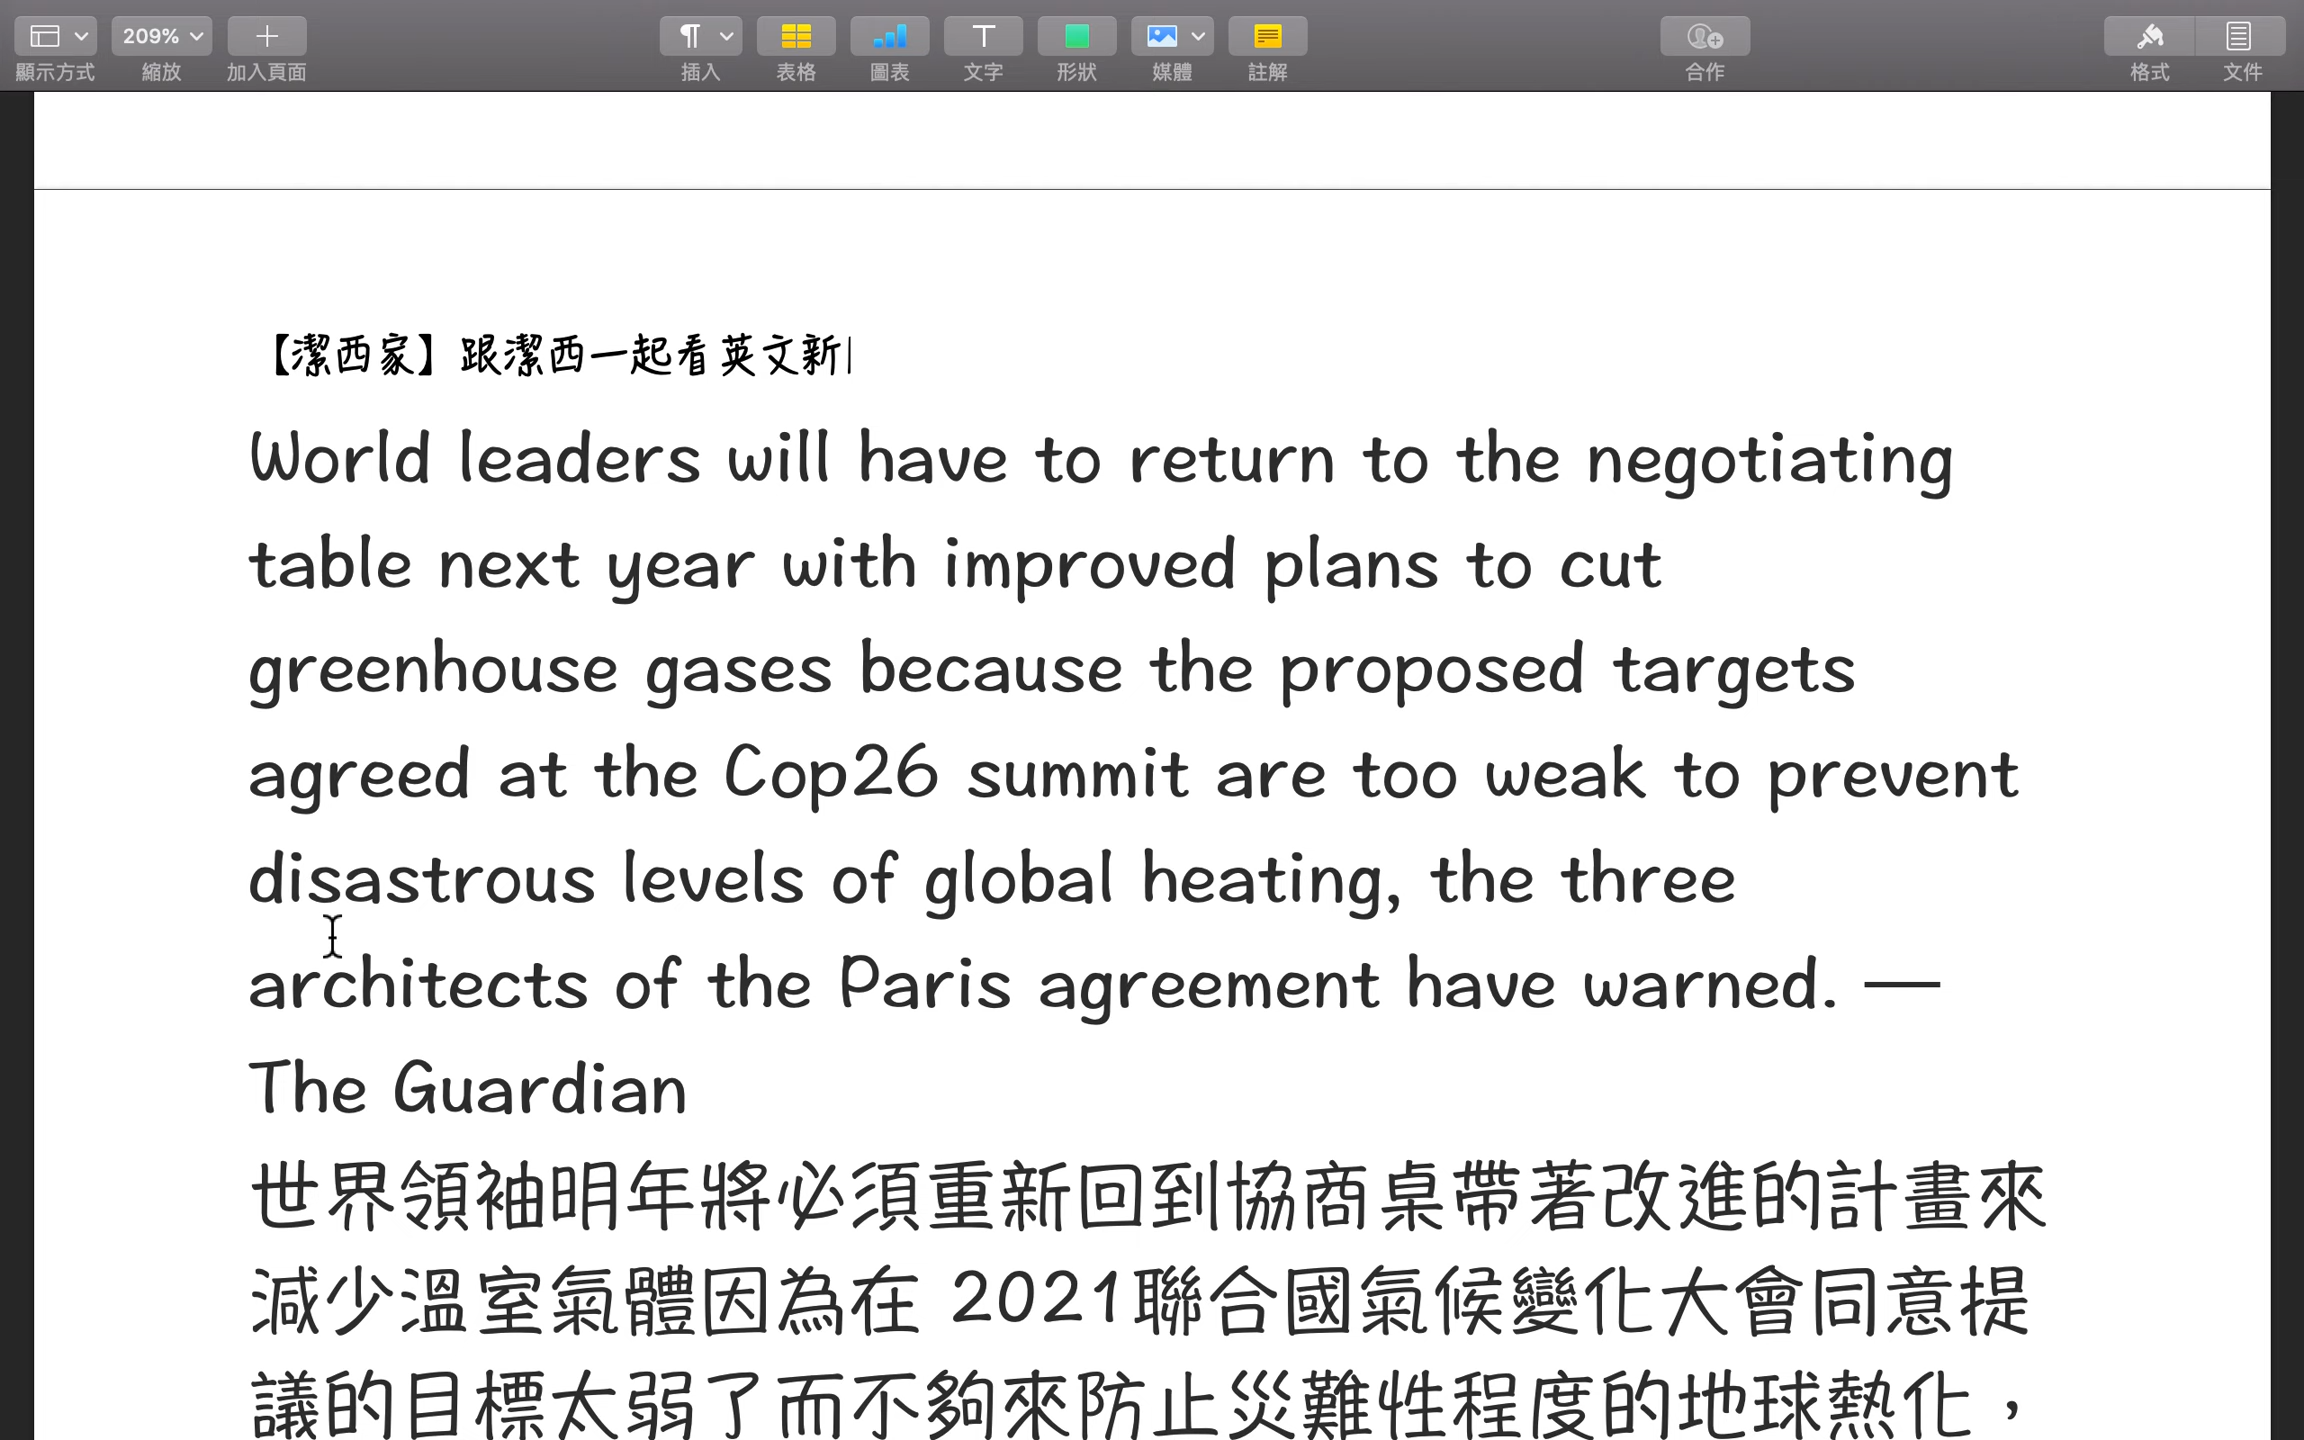 209%
顯示方式
縮放
加入頁面
插入
表格
圖表
文字
形狀
媒體
註解
合作
格式
文件
【潔西家】跟潔西一起看英文新
World leaders will have to return to the negotiating
table next year with improved plans to cut
greenhouse gases because the proposed targets
agreed at the Cop26 summit are too weak to prevent
disastrous levels of global heating, the three
architects of the Paris agreement have warned. —
The Guardian
世界領袖明年將必須重新回到協商桌帶著改進的計畫來
減少溫室氣體因為在 2021聯合國氣候變化大會同意提
議的目標太弱了而不夠來防止災難性程度的地球熱化，